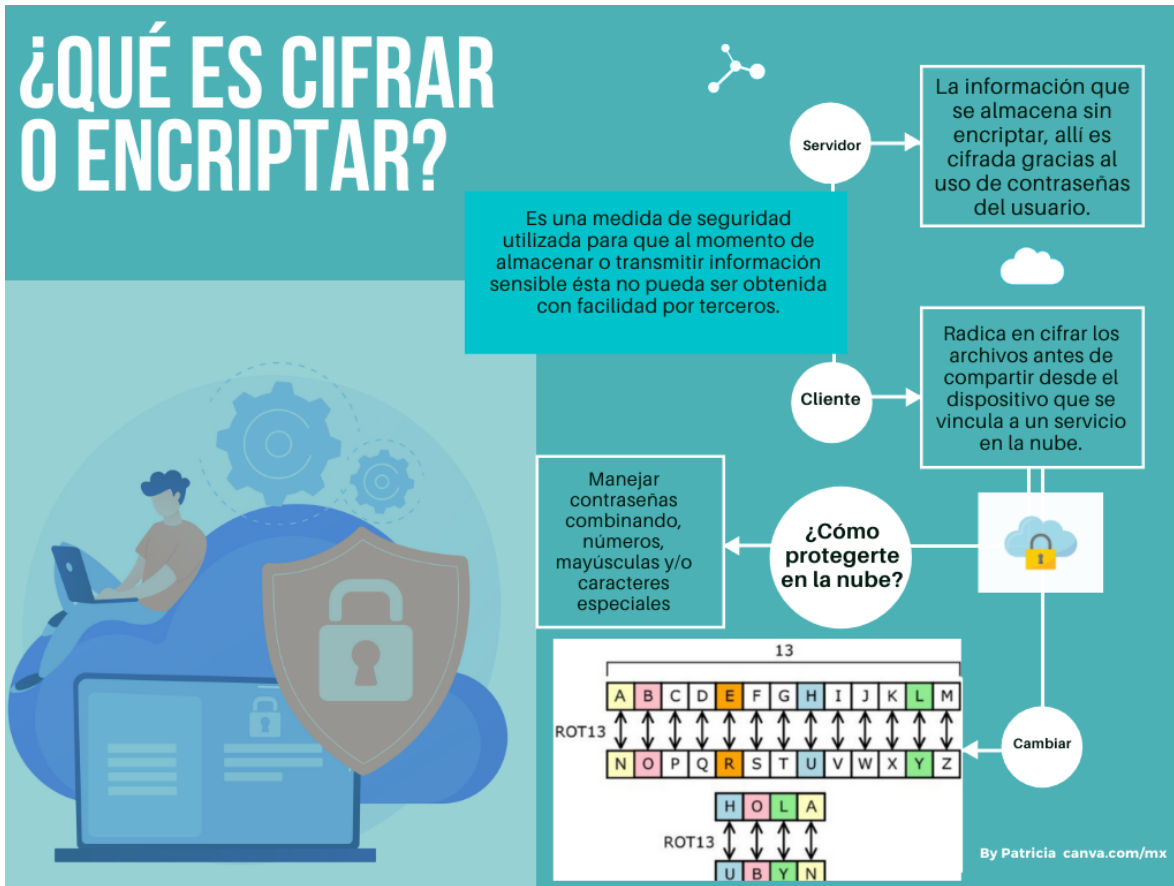 ¿QUÉ ES CIFRAR
O ENCRIPTAR?
Es una medida de seguridad
utilizada para que al momento de
almacenar o transmitir información
sensible ésta no pueda ser obtenida
con facilidad por terceros.
Servidor
La información que
se almacena sin
encriptar, allí es
cifrada gracias al
uso de contraseñas
del usuario.
Cliente
Radica en cifrar los
archivos antes de
compartir desde el
dispositivo que se
vincula a un servicio
en la nube.
¿Cómo
protegerte
en la nube?
Manejar
contraseñas
combinando,
números,
mayúsculas y/o
caracteres
especiales
Cambiar
13
A B C D E F G H I J K L M
ROT13
N O P Q R S T U V W X Y Z
H O L A
ROT13
U B Y N
By Patricia canva.com/mx